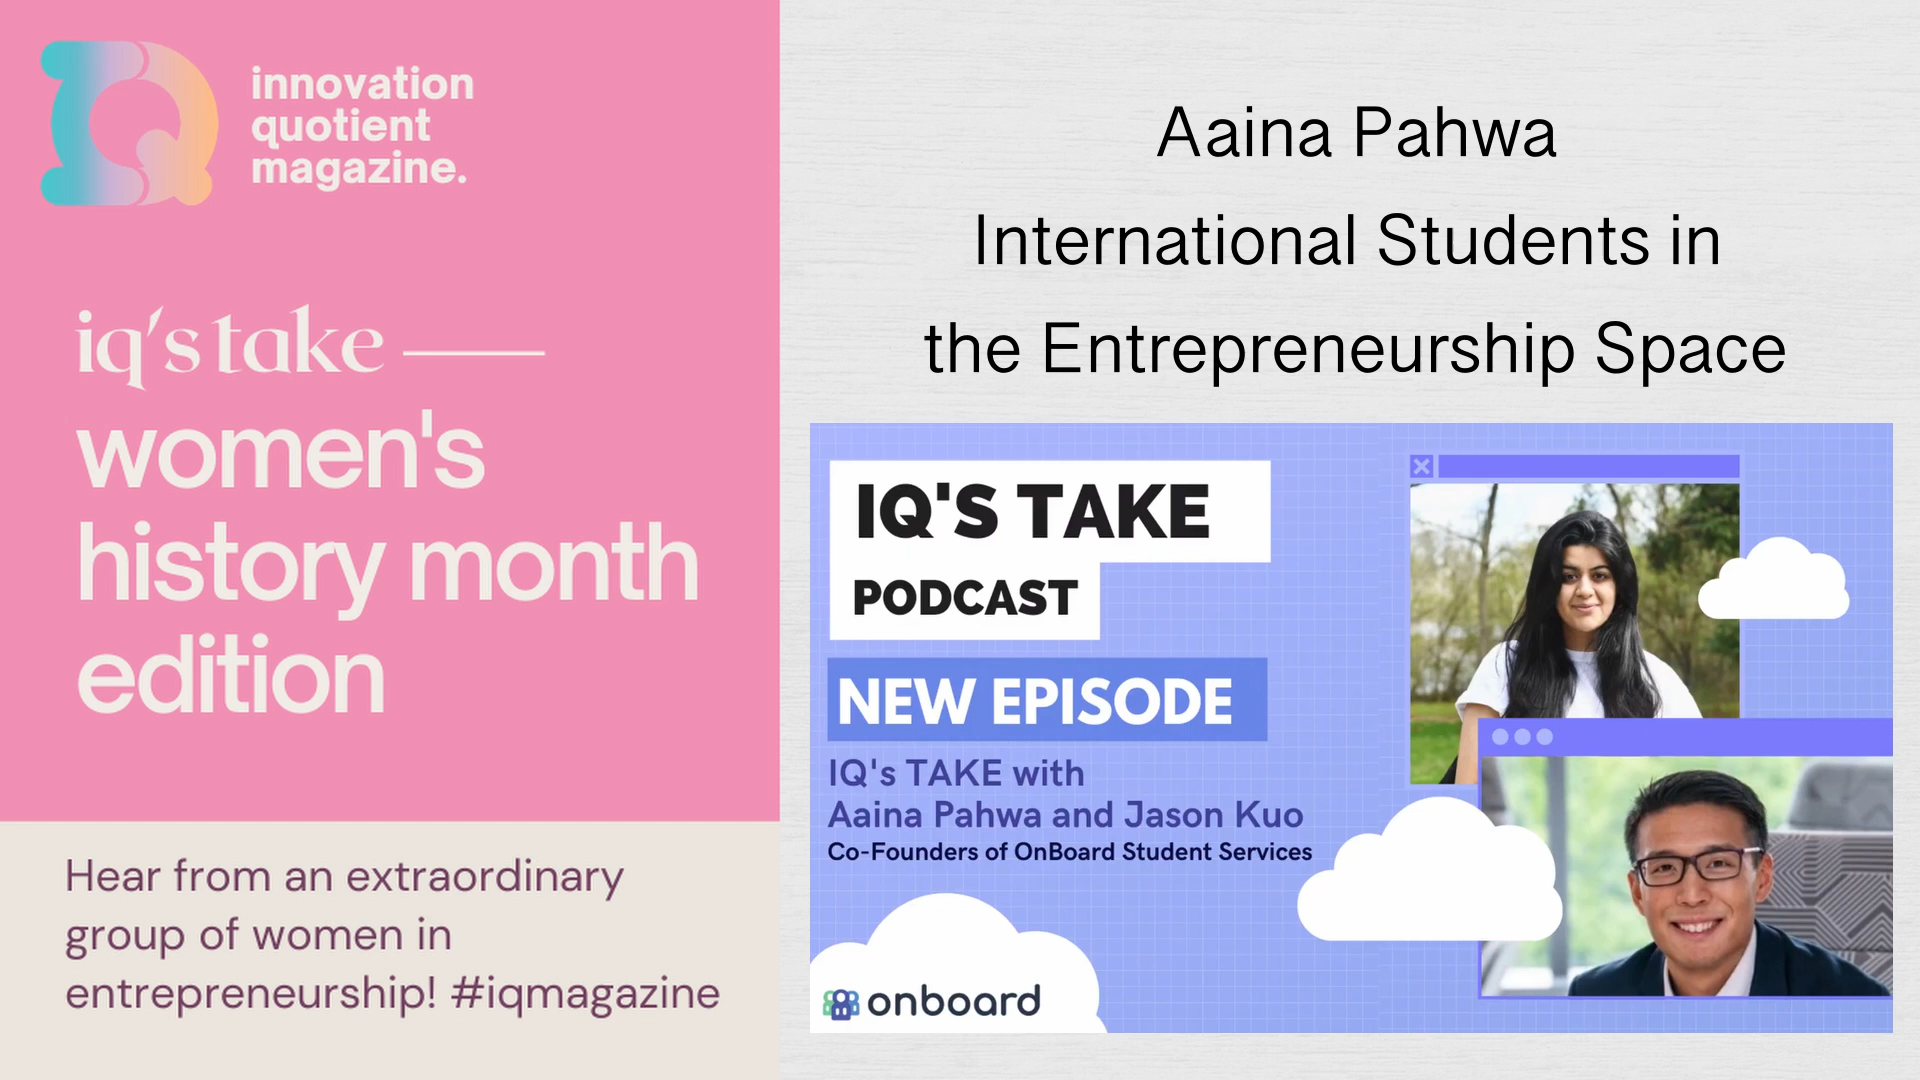 innovation
quotient
magazine.
iq's take
women's
history month
edition
Hear from an extraordinary
group of women in
entrepreneurship! #iqmagazine
Aaina Pahwa
International Students in
the Entrepreneurship Space
IQ'S TAKE
PODCAST
NEW EPISODE
IQ's TAKE with
Aaina Pahwa and Jason Kuo
Co-Founders of OnBoard Student Services
onboard